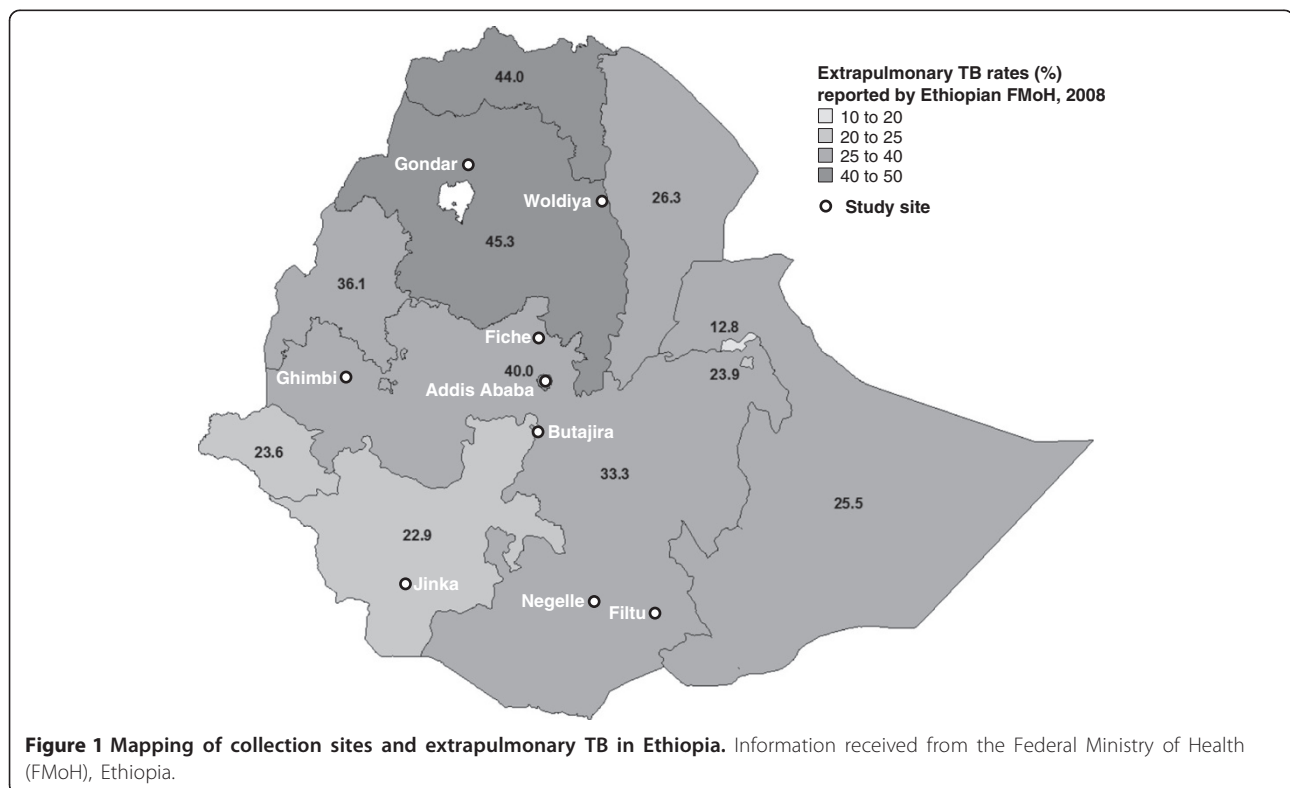 44.0
Extrapulmonary TB rates (%)
reported by Ethiopian FMoH, 2008
10 to 20
20 to 25
25 to 40
40 to 50
Study site
Gondar
Woldiya
26.3
45.3
36.1
12.8
Fiche
40.0
23.9
Ghimbi
Addis Ababa
Butajira
23.6
33.3
25.5
22.9
Jinka
Negelle
Filtu
Figure 1 Mapping of collection sites and extrapulmonary TB in Ethiopia. Information received from the Federal Ministry of Health
(FMoH), Ethiopia.